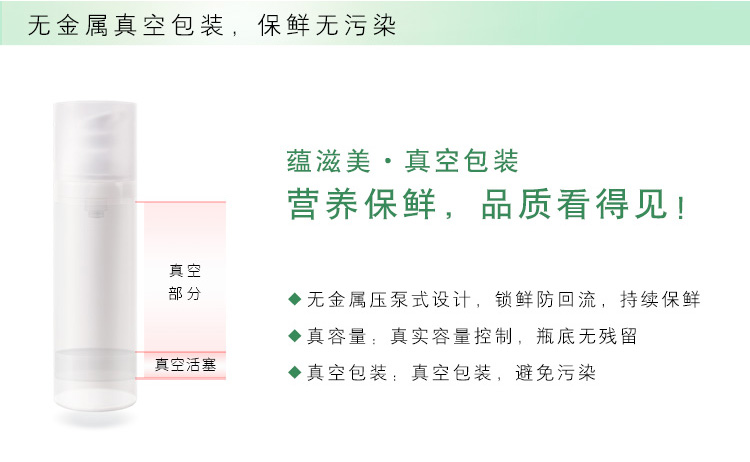 无金属真空包装，保鲜无污染
蕴滋美·真空包装
营养保鲜，品质看得见！
真空
部分
真空活塞
◆无金属压泵式设计，锁鲜防回流，持续保鲜
◆真容量：真实容量控制，瓶底无残留
◆真空包装：真空包装，避免污染